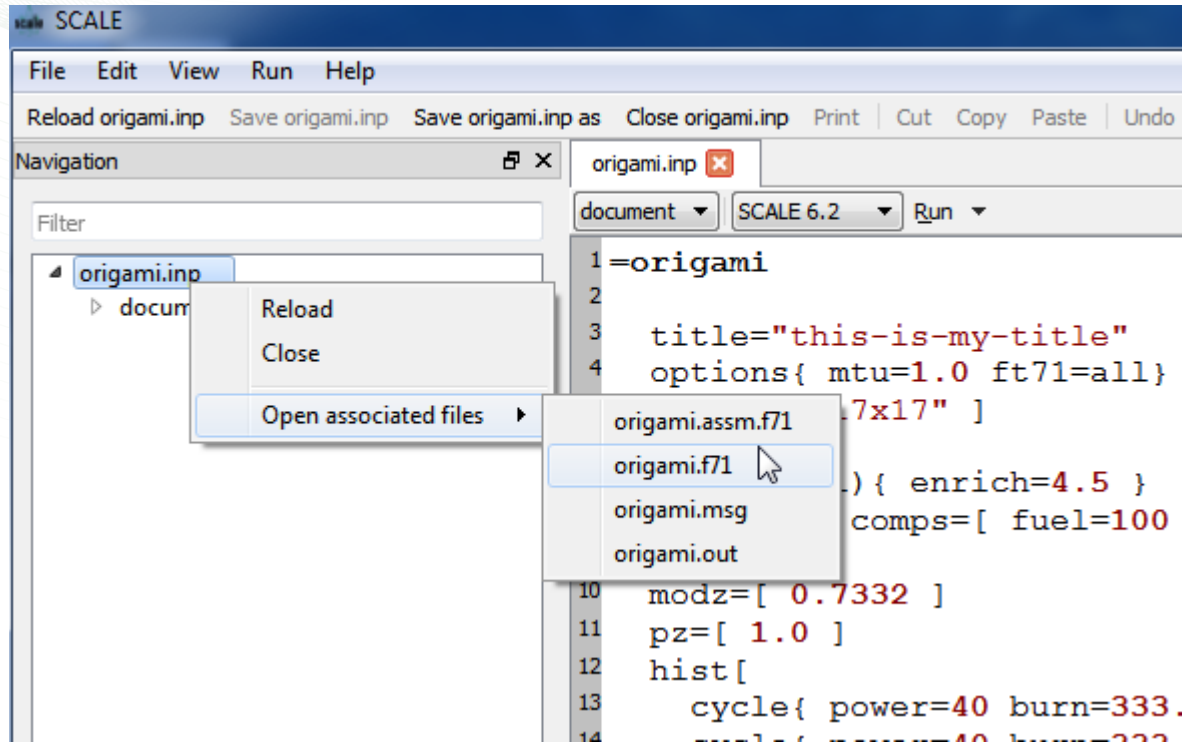 scale SCALE
File Edit View Run Help
Reload origami.inp Save origami.inp Save origami.inp as Close origami.inp Print Cut Copy Paste Undo
Navigation
origami.inp
Filter
document SCALE 6.2 Run
origami.inp
docum
Reload
Close
Open associated files
origami.assm.f71
origami.f71
origami.msg
origami.out
1 =origami
2
3 title="this-is-my-title"
4 options{ mtu=1.0 ft71=all}
7x17" ]
){ enrich=4.5 }
comps=[ fuel=100
10 modz=[ 0.7332 ]
11 pz=[ 1.0 ]
12 hist[
13 cycle{ power=40 burn=333.
14